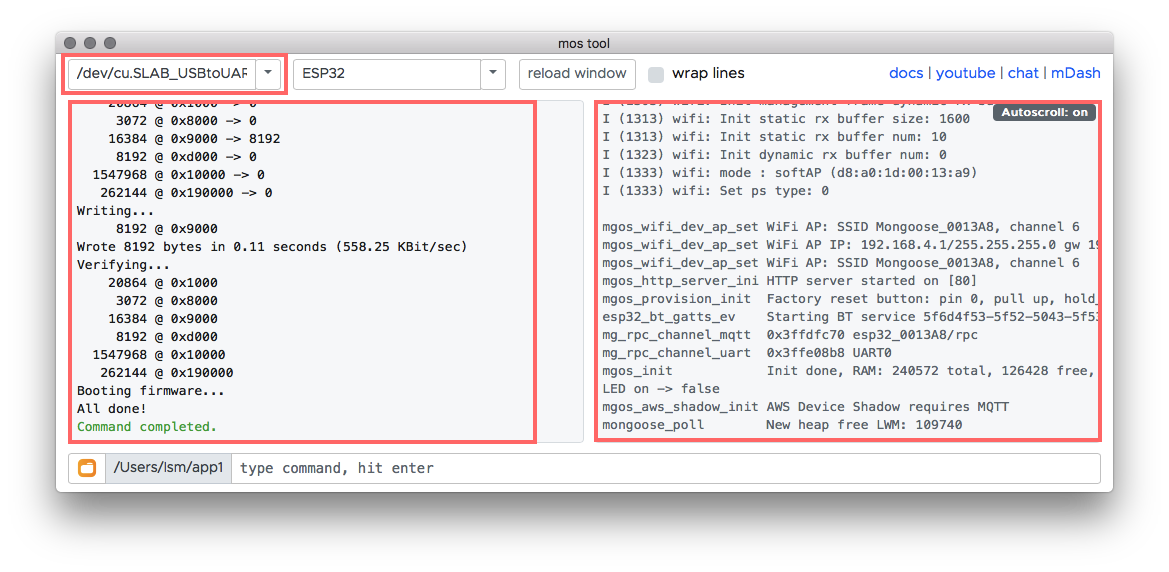 mos tool
/dev/cu.SLAB_USBtoUAR
ESP32
reload window
wrap lines
docs | youtube | chat | mDash
20864 @ 0x1000 -> 0
3072 @ 0x8000 -> 0
16384 @ 0x9000 -> 8192
8192 @ 0xd000 -> 0
1547968 @ 0x10000 -> 0
262144 @ 0x190000 -> 0
Writing...
8192 @ 0x9000
Wrote 8192 bytes in 0.11 seconds (558.25 KBit/sec)
Verifying...
20864 @ 0x1000
3072 @ 0x8000
16384 @ 0x9000
8192 @ 0xd000
1547968 @ 0x10000
262144 @ 0x190000
Booting firmware...
All done!
Command completed.
Autoscroll: on
I (1313) wifi: Init static rx buffer size: 1600
I (1313) wifi: Init static rx buffer num: 10
I (1323) wifi: Init dynamic rx buffer num: 0
I (1333) wifi: mode : softAP (d8:a0:1d:00:13:a9)
I (1333) wifi: Set ps type: 0
mgos_wifi_dev_ap_set WiFi AP: SSID Mongoose_0013A8, channel 6
mgos_wifi_dev_ap_set WiFi AP IP: 192.168.4.1/255.255.255.0 gw 19
mgos_wifi_dev_ap_set WiFi AP: SSID Mongoose_0013A8, channel 6
mgos_http_server_ini HTTP server started on [80]
mgos_provision_init Factory reset button: pin 0, pull up, hold_
esp32_bt_gatts_ev Starting BT service 5f6d4f53-5f52-5043-5f53
mg_rpc_channel_mqtt 0x3ffdfc70 esp32_0013A8/rpc
mg_rpc_channel_uart 0x3ffe08b8 UART0
mgos_init Init done, RAM: 240572 total, 126428 free,
LED on -> false
mgos_aws_shadow_init AWS Device Shadow requires MQTT
mongoose_poll New heap free LWM: 109740
/Users/lsm/app1
type command, hit enter